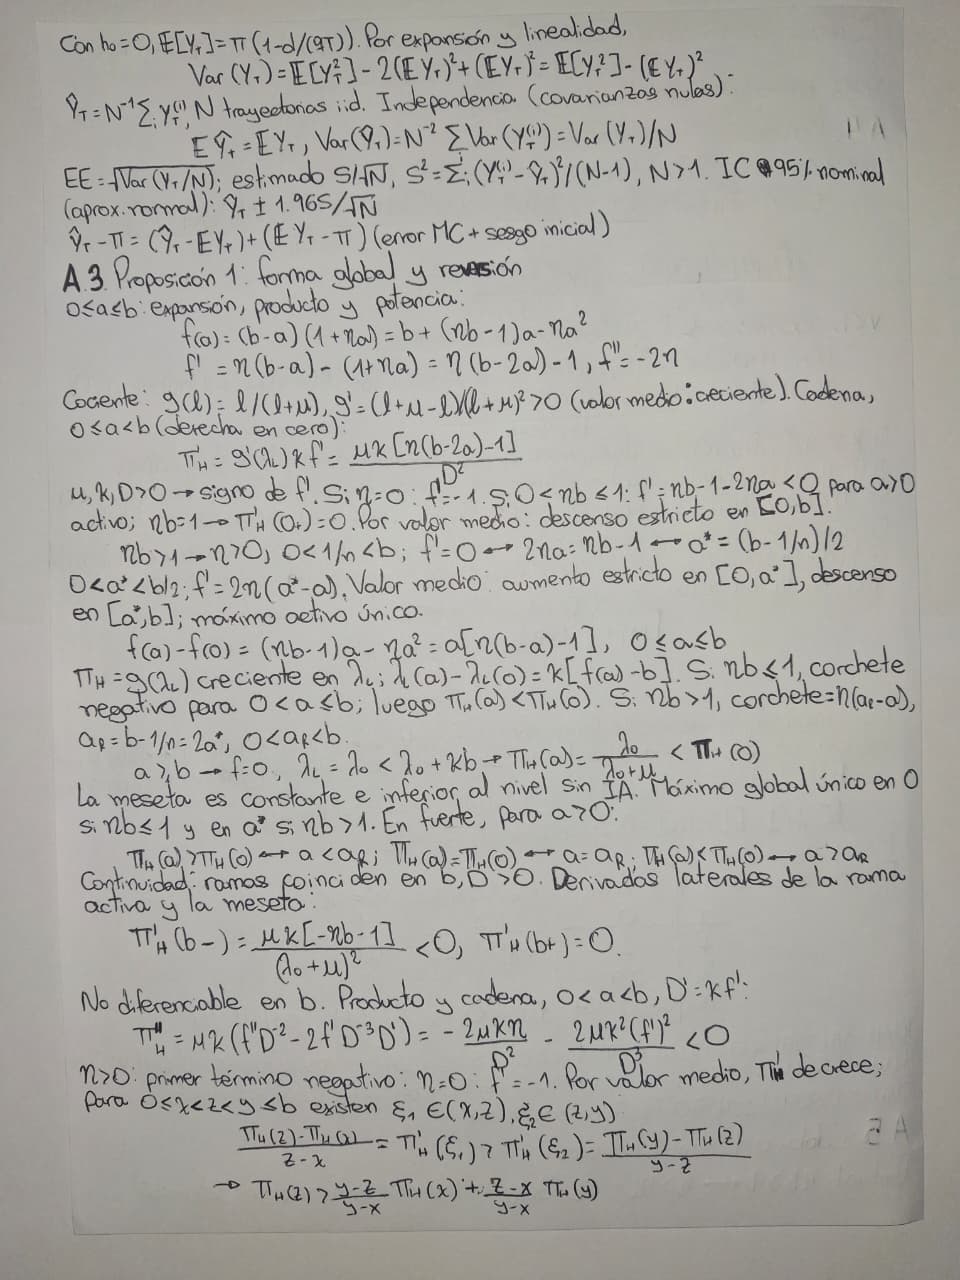 Con h₀=0, E[Y_T]=π(1-d/(qT)). Por expansión y linealidad,
Var(Y_T)=E[Y_T²]-2(EY_T)²+(EY_T)²=E[Y_T²]-(EY_T)²
Ŷ_T=N⁻¹Σᵢ Y_T⁽ⁱ⁾, N trayectorias iid. Independencia (covarianzas nulas):
EŶ_T=EY_T, Var(Ŷ_T)=N⁻² ΣVar(Y_T⁽ⁱ⁾)=Var(Y_T)/N
EE=√Var(Y_T/N); estimado S/√N, S²=Σᵢ(Y_T⁽ⁱ⁾-Ŷ_T)²/(N-1), N>1. IC 95% nominal
(aprox. normal): Ŷ_T ± 1.96S/√N
Ŷ_T-π=(Ŷ_T-EY_T)+(EY_T-π) (error MC + sesgo inicial)
A.3 Proposición 1: forma global y reversión
0≤a≤b: expansión, producto y potencia:
f(a)=(b-a)(1+ηa)=b+(ηb-1)a-ηa²
f'=η(b-a)-(1+ηa)=η(b-2a)-1, f''=-2η
Cociente: g(l)=l/(l+μ), g'=(l+μ-l)/(l+μ)²>0 (valor medio: creciente). Cadena,
0≤a<b (derecha en cero):
π'_H=g'(λ_L)kf'=μk[η(b-2a)-1]/D²
μ,k,D>0→signo de f'. Si η=0: f'=-1. Si 0<ηb≤1: f'=ηb-1-2ηa<0 para a>0
activo; ηb=1→π'_H(0+)=0. Por valor medio: descenso estricto en [0,b].
ηb>1→η>0, 0<1/η<b; f'=0↔2ηa=ηb-1↔a*=(b-1/η)/2
0<a*<b/2; f'=2η(a*-a). Valor medio: aumento estricto en [0,a*], descenso
en [a*,b]; máximo activo único.
f(a)-f(0)=(ηb-1)a-ηa²=a[η(b-a)-1], 0≤a≤b
π_H=g(λ_L) creciente en λ_L; λ_L(a)-λ_L(0)=k[f(a)-b]. Si ηb≤1, corchete
negativo para 0<a≤b; luego π_H(a)<π_H(0). Si ηb>1, corchete=η(a_R-a),
a_R=b-1/η=2a*, 0<a_R<b.
a≥b→f=0, λ_L=λ₀<λ₀+kb→π_H(a)=λ₀/(λ₀+μ)<π_H(0)
La meseta es constante e inferior al nivel sin IA. Máximo global único en 0
si ηb≤1 y en a* si ηb>1. En fuerte, para a>0:
π_H(a)>π_H(0)↔a<a_R; π_H(a)=π_H(0)↔a=a_R; π_H(a)<π_H(0)↔a>a_R
Continuidad: ramas coinciden en b, D>0. Derivadas laterales de la rama
activa y la meseta:
π'_H(b-)=μk[-ηb-1]/(λ₀+μ)²<0, π'_H(b+)=0.
No diferenciable en b. Producto y cadena, 0<a<b, D'=kf':
π''_H=μk(f''D⁻²-2f'D⁻³D')=-2μkη/D²-2μk²(f')²/D³<0
η>0: primer término negativo: η=0: f'=-1. Por valor medio, π'_H decrece;
para 0≤x<z<y≤b existen ξ₁∈(x,z), ξ₂∈(z,y)
(π_H(z)-π_H(x))/(z-x)=π'_H(ξ₁)>π'_H(ξ₂)=(π_H(y)-π_H(z))/(y-z)
→π_H(z)>(y-z)/(y-x) π_H(x)+(z-x)/(y-x) π_H(y)